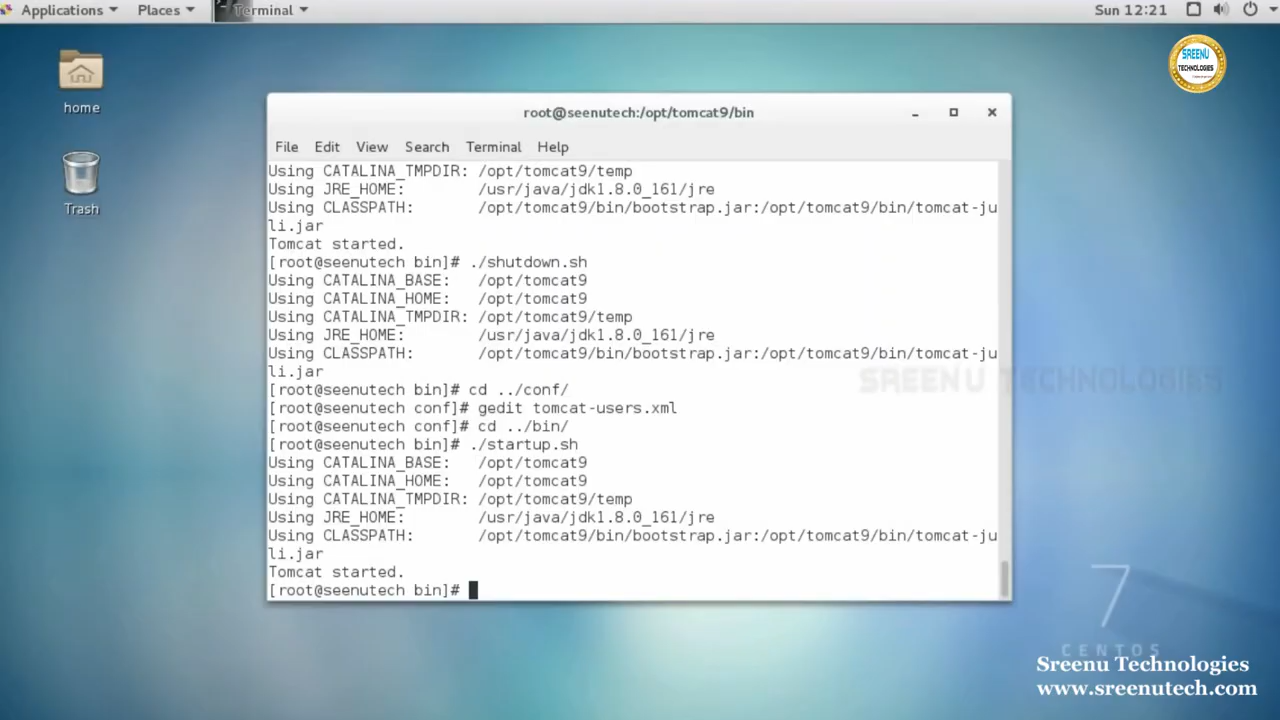 Applications Places Terminal Sun 12:21
SREENU
TECHNOLOGIES
home
Trash
root@seenutech:/opt/tomcat9/bin
File Edit View Search Terminal Help
Using CATALINA_TMPDIR: /opt/tomcat9/temp
Using JRE_HOME: /usr/java/jdk1.8.0_161/jre
Using CLASSPATH: /opt/tomcat9/bin/bootstrap.jar:/opt/tomcat9/bin/tomcat-ju
li.jar
Tomcat started.
[root@seenutech bin]# ./shutdown.sh
Using CATALINA_BASE: /opt/tomcat9
Using CATALINA_HOME: /opt/tomcat9
Using CATALINA_TMPDIR: /opt/tomcat9/temp
Using JRE_HOME: /usr/java/jdk1.8.0_161/jre
Using CLASSPATH: /opt/tomcat9/bin/bootstrap.jar:/opt/tomcat9/bin/tomcat-ju
li.jar
[root@seenutech bin]# cd ../conf/
[root@seenutech conf]# gedit tomcat-users.xml
[root@seenutech conf]# cd ../bin/
[root@seenutech bin]# ./startup.sh
Using CATALINA_BASE: /opt/tomcat9
Using CATALINA_HOME: /opt/tomcat9
Using CATALINA_TMPDIR: /opt/tomcat9/temp
Using JRE_HOME: /usr/java/jdk1.8.0_161/jre
Using CLASSPATH: /opt/tomcat9/bin/bootstrap.jar:/opt/tomcat9/bin/tomcat-ju
li.jar
Tomcat started.
[root@seenutech bin]#
SREENU TECHNOLOGIES
7
CENTOS
Sreenu Technologies
www.sreenutech.com